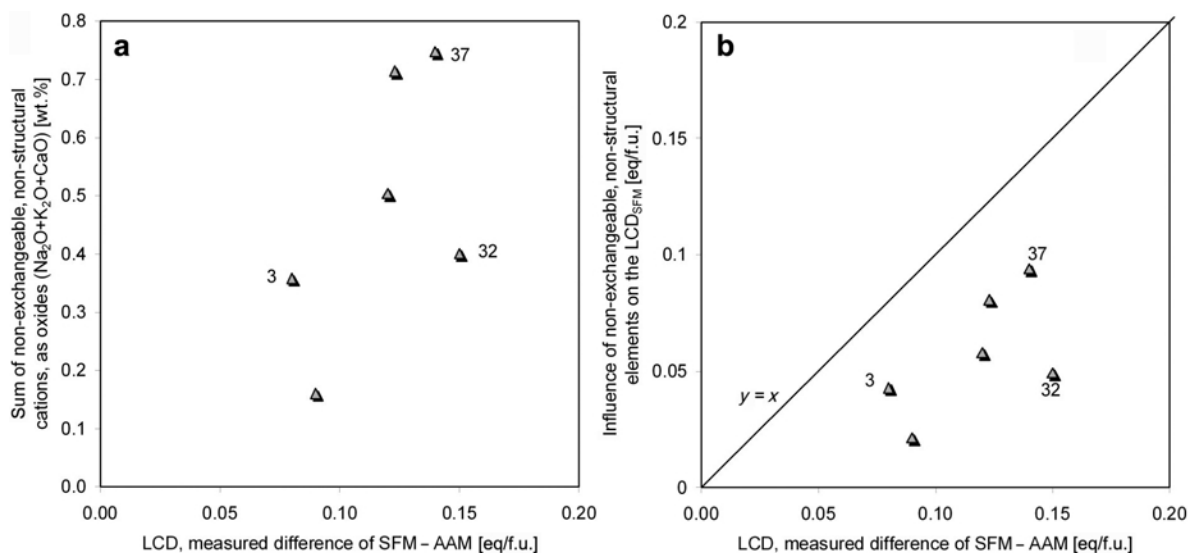 a
Sum of non-exchangeable, non-structural
cations, as oxides (Na₂O+K₂O+CaO) [wt.%]
0.8
0.7
0.6
0.5
0.4
0.3
0.2
0.1
0.0
37
32
3
0.00 0.05 0.10 0.15 0.20
LCD, measured difference of SFM – AAM [eq/f.u.]
b
Influence of non-exchangeable, non-structural
elements on the LCD_SFM [eq/f.u.]
0.2
0.15
0.1
0.05
0
37
3
32
y = x
0.00 0.05 0.10 0.15 0.20
LCD, measured difference of SFM – AAM [eq/f.u.]